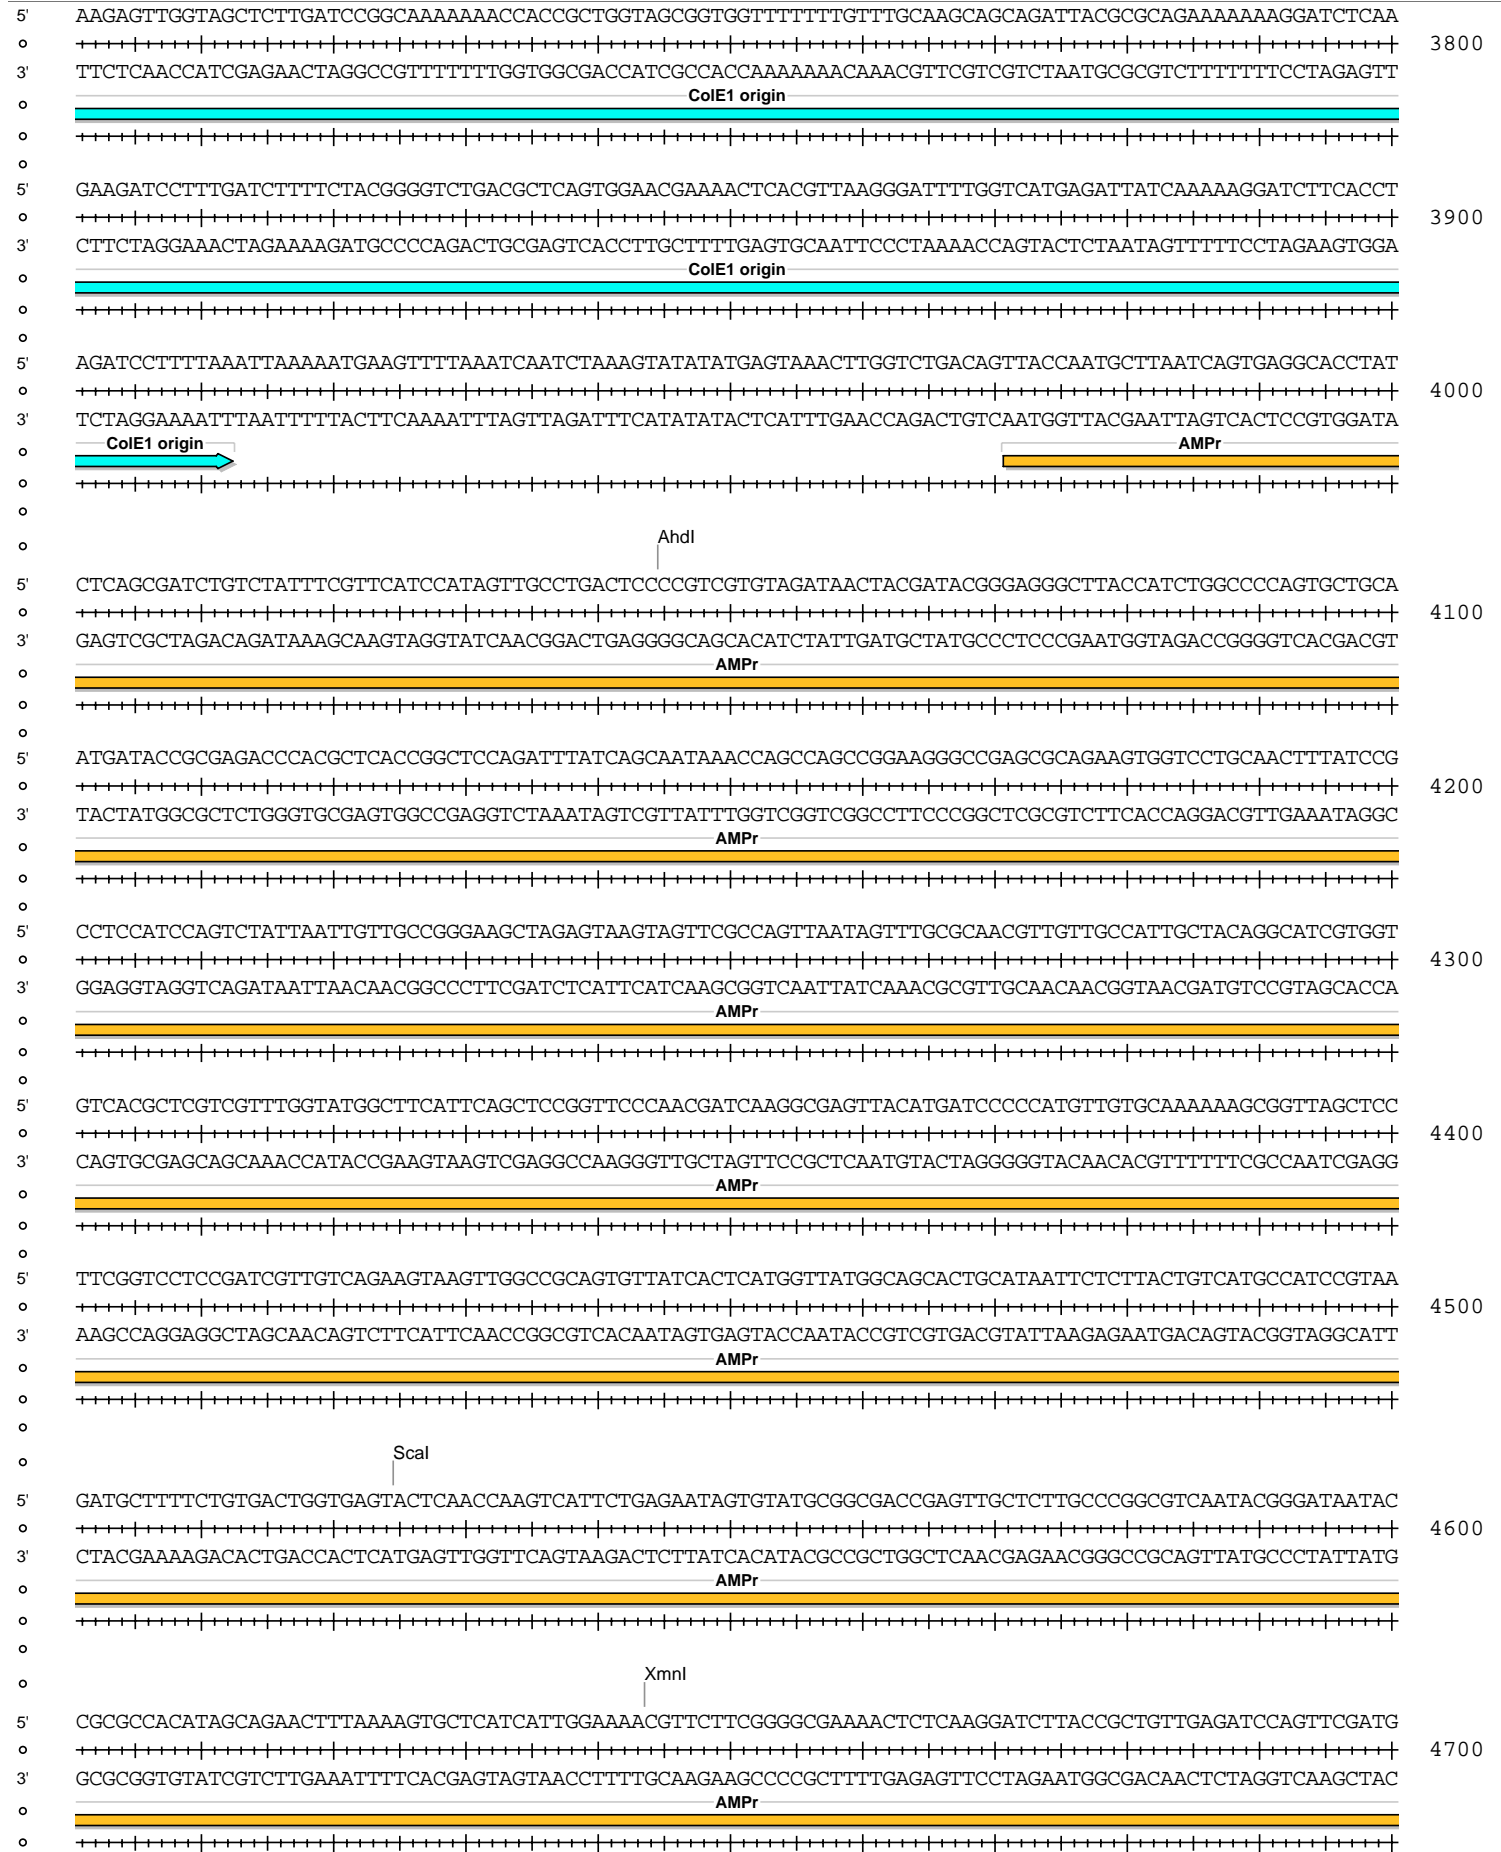 5' AAGAGTTGGTAGCTCTTGATCCGGCAAAAAAACCACCGCTGGTAGCGGTGGTTTTTTTGTTTGCAAGCAGCAGATTACGCGCAGAAAAAAAGGATCTCAA
3800
3' TTCTCAACCATCGAGAACTAGGCCGTTTTTTTGGTGGCGACCATCGCCACCAAAAAAACAAACGTTCGTCGTCTAATGCGCGTCTTTTTTTCCTAGAGTT
ColE1 origin
5' GAAGATCCTTTGATCTTTTCTACGGGGTCTGACGCTCAGTGGAACGAAAACTCACGTTAAGGGATTTTGGTCATGAGATTATCAAAAAGGATCTTCACCT
3900
3' CTTCTAGGAAACTAGAAAAGATGCCCCAGACTGCGAGTCACCTTGCTTTTGAGTGCAATTCCCTAAAACCAGTACTCTAATAGTTTTTCCTAGAAGTGGA
ColE1 origin
5' AGATCCTTTTAAATTAAAAATGAAGTTTTAAATCAATCTAAAGTATATATGAGTAAACTTGGTCTGACAGTTACCAATGCTTAATCAGTGAGGCACCTAT
4000
3' TCTAGGAAAATTTAATTTTTACTTCAAAATTTAGTTAGATTTCATATATACTCATTTGAACCAGACTGTCAATGGTTACGAATTAGTCACTCCGTGGATA
ColE1 origin AMPr
AhdI
5' CTCAGCGATCTGTCTATTTCGTTCATCCATAGTTGCCTGACTCCCCGTCGTGTAGATAACTACGATACGGGAGGGCTTACCATCTGGCCCCAGTGCTGCA
4100
3' GAGTCGCTAGACAGATAAAGCAAGTAGGTATCAACGGACTGAGGGGCAGCACATCTATTGATGCTATGCCCTCCCGAATGGTAGACCGGGGTCACGACGT
AMPr
5' ATGATACCGCGAGACCCACGCTCACCGGCTCCAGATTTATCAGCAATAAACCAGCCAGCCGGAAGGGCCGAGCGCAGAAGTGGTCCTGCAACTTTATCCG
4200
3' TACTATGGCGCTCTGGGTGCGAGTGGCCGAGGTCTAAATAGTCGTTATTTGGTCGGTCGGCCTTCCCGGCTCGCGTCTTCACCAGGACGTTGAAATAGGC
AMPr
5' CCTCCATCCAGTCTATTAATTGTTGCCGGGAAGCTAGAGTAAGTAGTTCGCCAGTTAATAGTTTGCGCAACGTTGTTGCCATTGCTACAGGCATCGTGGT
4300
3' GGAGGTAGGTCAGATAATTAACAACGGCCCTTCGATCTCATTCATCAAGCGGTCAATTATCAAACGCGTTGCAACAACGGTAACGATGTCCGTAGCACCA
AMPr
5' GTCACGCTCGTCGTTTGGTATGGCTTCATTCAGCTCCGGTTCCCAACGATCAAGGCGAGTTACATGATCCCCCATGTTGTGCAAAAAAGCGGTTAGCTCC
4400
3' CAGTGCGAGCAGCAAACCATACCGAAGTAAGTCGAGGCCAAGGGTTGCTAGTTCCGCTCAATGTACTAGGGGGTACAACACGTTTTTTCGCCAATCGAGG
AMPr
5' TTCGGTCCTCCGATCGTTGTCAGAAGTAAGTTGGCCGCAGTGTTATCACTCATGGTTATGGCAGCACTGCATAATTCTCTTACTGTCATGCCATCCGTAA
4500
3' AAGCCAGGAGGCTAGCAACAGTCTTCATTCAACCGGCGTCACAATAGTGAGTACCAATACCGTCGTGACGTATTAAGAGAATGACAGTACGGTAGGCATT
AMPr
ScaI
5' GATGCTTTTCTGTGACTGGTGAGTACTCAACCAAGTCATTCTGAGAATAGTGTATGCGGCGACCGAGTTGCTCTTGCCCGGCGTCAATACGGGATAATAC
4600
3' CTACGAAAAGACACTGACCACTCATGAGTTGGTTCAGTAAGACTCTTATCACATACGCCGCTGGCTCAACGAGAACGGGCCGCAGTTATGCCCTATTATG
AMPr
XmnI
5' CGCGCCACATAGCAGAACTTTAAAAGTGCTCATCATTGGAAAACGTTCTTCGGGGCGAAAACTCTCAAGGATCTTACCGCTGTTGAGATCCAGTTCGATG
4700
3' GCGCGGTGTATCGTCTTGAAATTTTCACGAGTAGTAACCTTTTGCAAGAAGCCCCGCTTTTGAGAGTTCCTAGAATGGCGACAACTCTAGGTCAAGCTAC
AMPr